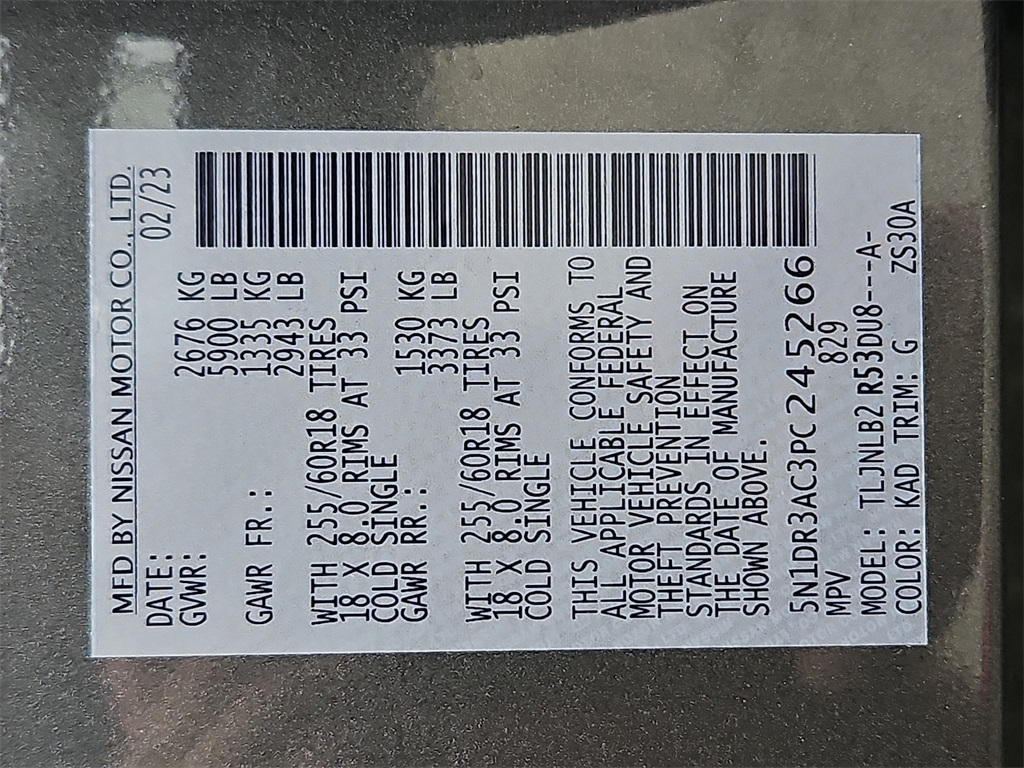 MFD BY NISSAN MOTOR CO., LTD.
DATE: 02/23
GVWR: 2676 KG
5900 LB
GAWR FR.: 1335 KG
2943 LB
WITH 255/60R18 TIRES
18 X 8.0 RIMS AT 33 PSI
COLD SINGLE
GAWR RR.: 1530 KG
3373 LB
WITH 255/60R18 TIRES
18 X 8.0 RIMS AT 33 PSI
COLD SINGLE
THIS VEHICLE CONFORMS TO
ALL APPLICABLE FEDERAL
MOTOR VEHICLE SAFETY AND
THEFT PREVENTION
STANDARDS IN EFFECT ON
THE DATE OF MANUFACTURE
SHOWN ABOVE.
5N1DR3AC3PC245266
MPV 829
MODEL: TLJNLB2 R53DU8---A-
COLOR: KAD TRIM: G ZS30A